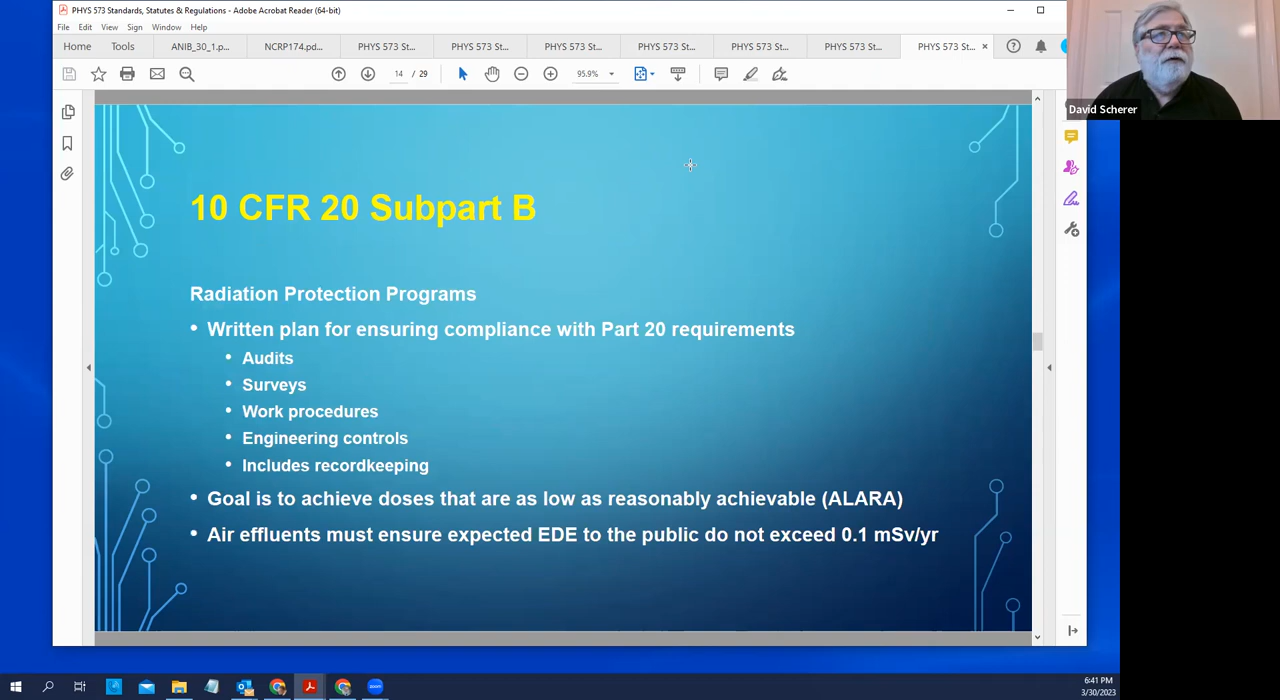 PHYS 573 Standards, Statutes & Regulations - Adobe Acrobat Reader (64-bit)
File Edit View Sign Window Help
Home Tools ANIB_30_1.p... NCRP174.pd... PHYS 573 St... PHYS 573 St... PHYS 573 St... PHYS 573 St... PHYS 573 St... PHYS 573 St... PHYS 573 St...
14 / 29 95.9%
David Scherer
10 CFR 20 Subpart B
Radiation Protection Programs
• Written plan for ensuring compliance with Part 20 requirements
• Audits
• Surveys
• Work procedures
• Engineering controls
• Includes recordkeeping
• Goal is to achieve doses that are as low as reasonably achievable (ALARA)
• Air effluents must ensure expected EDE to the public do not exceed 0.1 mSv/yr
6:41 PM
3/30/2023